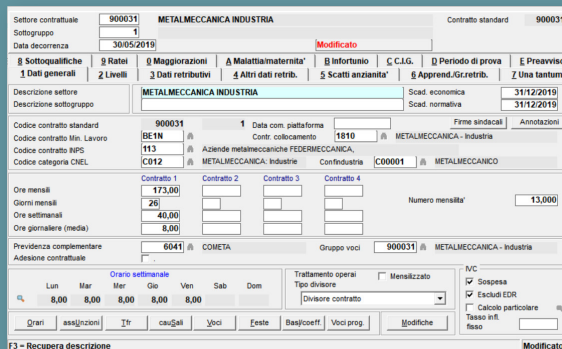 Settore contrattuale 900031 METALMECCANICA INDUSTRIA Contratto standard 900031
Sottogruppo 1
Data decorrenza 30/05/2019 Modificato
8 Sottoqualifiche 9 Ratei 0 Maggiorazioni A Malattia/maternita' B Infortunio C C.I.G. D Periodo di prova E Preavviso
1 Dati generali 2 Livelli 3 Dati retributivi 4 Altri dati retrib. 5 Scatti anzianita' 6 Apprend./Gr.retrib. 7 Una tantum
Descrizione settore METALMECCANICA INDUSTRIA Scad. economica 31/12/2019
Descrizione sottogruppo Scad. normativa 31/12/2019
Codice contratto standard 900031 1 Data com. piattaforma Firme sindacali Annotazioni
Codice contratto Min. Lavoro BE1N Contr. collocamento 1810 METALMECCANICA - Industria
Codice contratto INPS 113 Aziende metalmeccaniche FEDERMECCANICA,
Codice categoria CNEL C012 METALMECCANICA: Industrie Confindustria C00001 METALMECCANICO
Contratto 1 Contratto 2 Contratto 3 Contratto 4
Ore mensili 173,00
Giorni mensili 26 Numero mensilita' 13,000
Ore settimanali 40,00
Ore giornaliere (media) 8,00
Previdenza complementare 6041 COMETA Gruppo voci 900031 METALMECCANICA - Industria
Adesione contrattuale
Orario settimanale
Lun Mar Mer Gio Ven Sab Dom
8,00 8,00 8,00 8,00 8,00
Trattamento operai Mensilizzato
Tipo divisore
Divisore contratto
IVC
Sospesa
Escludi EDR
Calcolo particolare
Tasso infl.
fisso
Orari assUnzioni Tfr cauSali Voci Feste Basi/coeff. Voci prog. Modifiche
F3 = Recupera descrizione Modificato